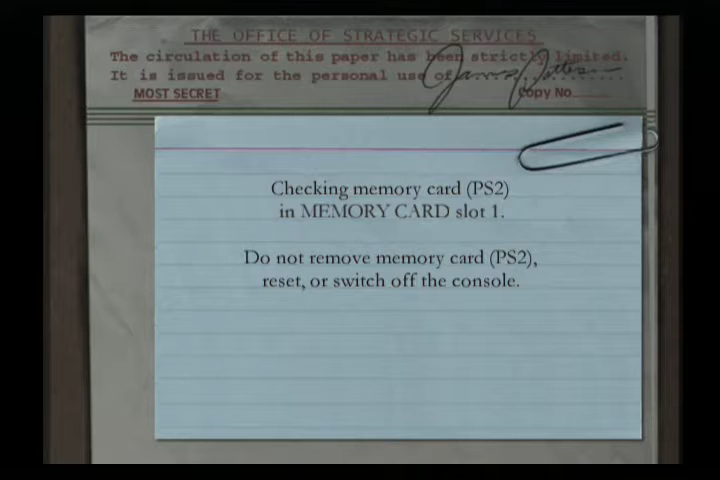 THE OFFICE OF STRATEGIC SERVICES
The circulation of this paper has been strictly limited.
It is issued for the personal use of
MOST SECRET
Copy No
Checking memory card (PS2)
in MEMORY CARD slot 1.
Do not remove memory card (PS2),
reset, or switch off the console.